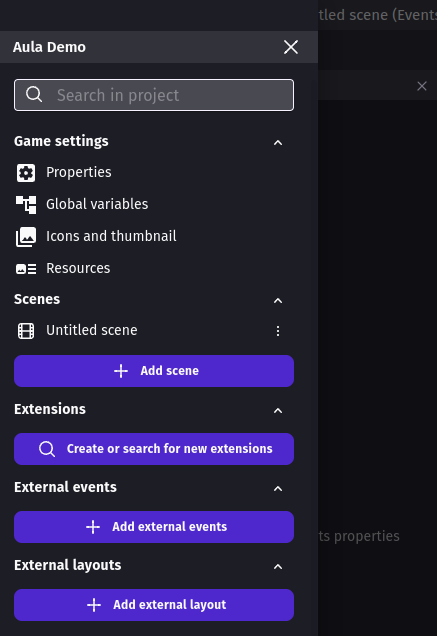 tled scene (Events
Aula Demo
Search in project
Game settings
Properties
Global variables
Icons and thumbnail
Resources
Scenes
Untitled scene
Add scene
Extensions
Create or search for new extensions
External events
Add external events
ts properties
External layouts
Add external layout